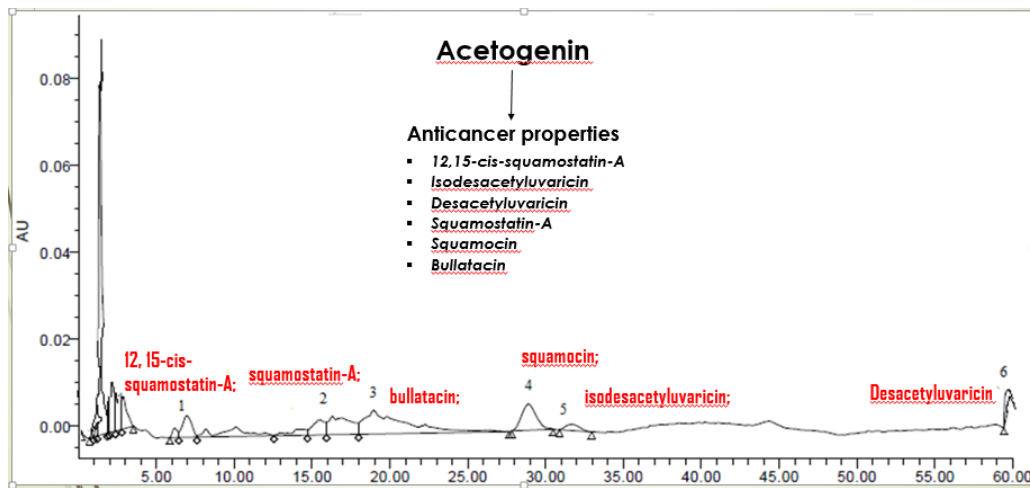 Acetogenin
Anticancer properties
▪ 12,15-cis-squamostatin-A
▪ Isodesacetyluvaricin
▪ Desacetyluvaricin
▪ Squamostatin-A
▪ Squamocin
▪ Bullatacin
0.08
0.06
AU
0.04
0.02
0.00
12, 15-cis-
squamostatin-A;
1
squamostatin-A;
2
3
bullatacin;
squamocin;
4
5
isodesacetyluvaricin;
Desacetyluvaricin
6
5.00 10.00 15.00 20.00 25.00 30.00 35.00 40.00 45.00 50.00 55.00 60.00